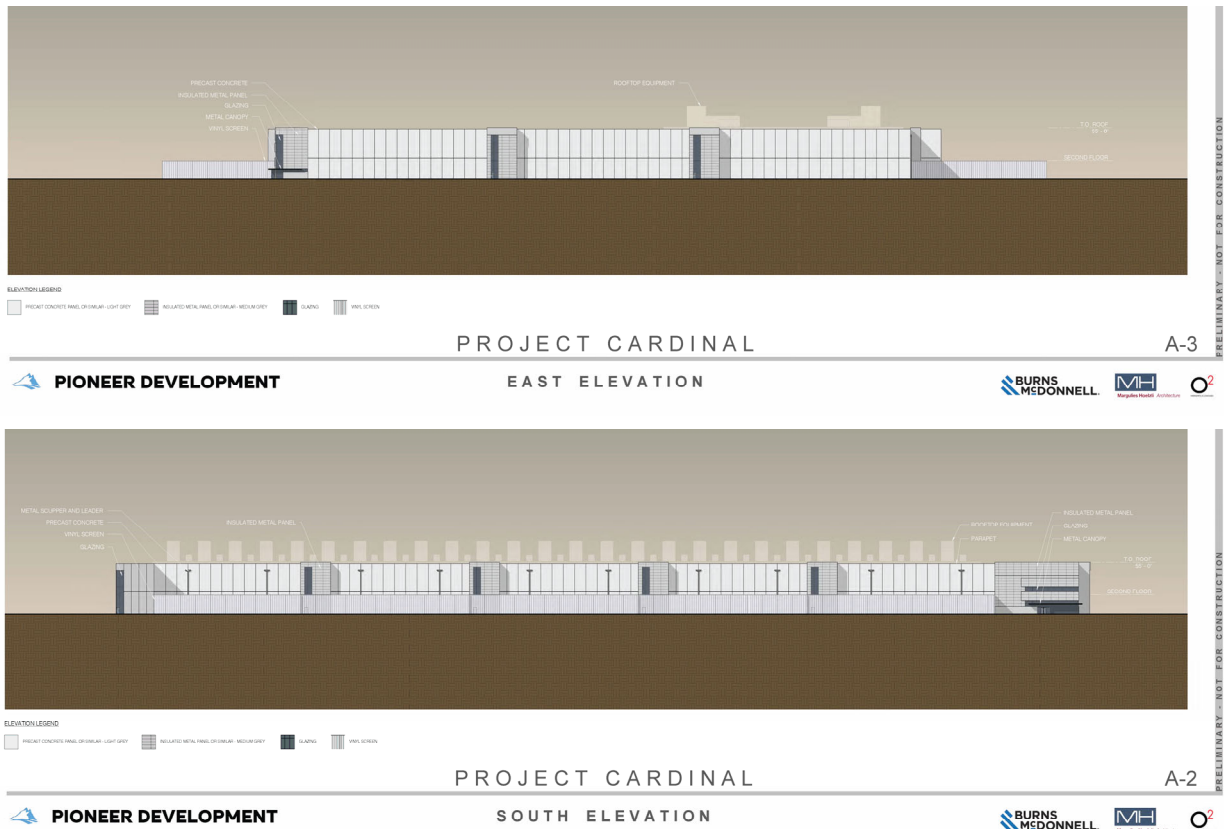 PRECAST CONCRETE
INSULATED METAL PANEL
GLAZING
METAL CANOPY
VINYL SCREEN
ROOFTOP EQUIPMENT
T.O. ROOF
SECOND FLOOR
ELEVATION LEGEND
PRECAST CONCRETE PANEL OR SIMILAR - LIGHT GREY
INSULATED METAL PANEL OR SIMILAR - MEDIUM GREY
GLAZING
VINYL SCREEN
PROJECT CARDINAL
A-3
PIONEER DEVELOPMENT
EAST ELEVATION
BURNS
MCDONNELL.
MH
Margulies Hoelzli Architecture
O2
PRELIMINARY - NOT FOR CONSTRUCTION
METAL SCUPPER AND LEADER
PRECAST CONCRETE
VINYL SCREEN
GLAZING
INSULATED METAL PANEL
ROOFTOP EQUIPMENT
PARAPET
INSULATED METAL PANEL
GLAZING
METAL CANOPY
T.O. ROOF
SECOND FLOOR
ELEVATION LEGEND
PRECAST CONCRETE PANEL OR SIMILAR - LIGHT GREY
INSULATED METAL PANEL OR SIMILAR - MEDIUM GREY
GLAZING
VINYL SCREEN
PROJECT CARDINAL
A-2
PIONEER DEVELOPMENT
SOUTH ELEVATION
BURNS
MCDONNELL.
MH
O2
PRELIMINARY - NOT FOR CONSTRUCTION